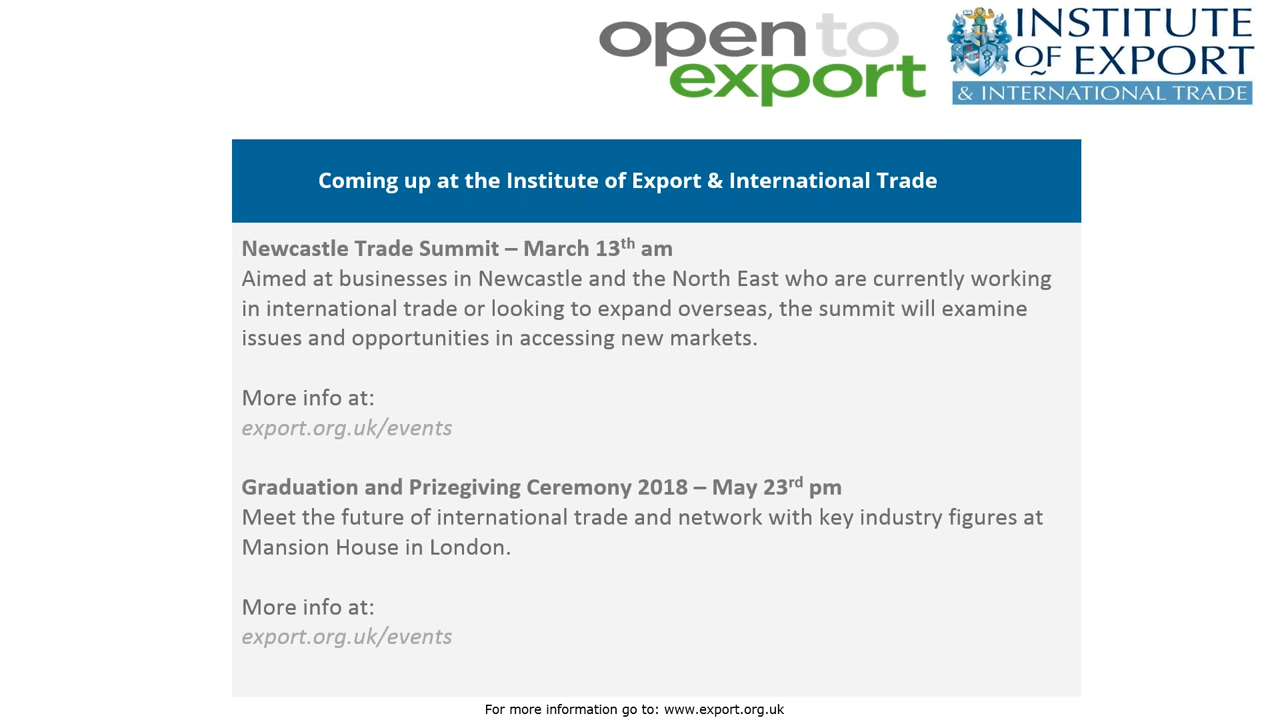 open to
export
INSTITUTE
OF EXPORT
& INTERNATIONAL TRADE
Coming up at the Institute of Export & International Trade
Newcastle Trade Summit – March 13th am
Aimed at businesses in Newcastle and the North East who are currently working
in international trade or looking to expand overseas, the summit will examine
issues and opportunities in accessing new markets.
More info at:
export.org.uk/events
Graduation and Prizegiving Ceremony 2018 – May 23rd pm
Meet the future of international trade and network with key industry figures at
Mansion House in London.
More info at:
export.org.uk/events
For more information go to: www.export.org.uk